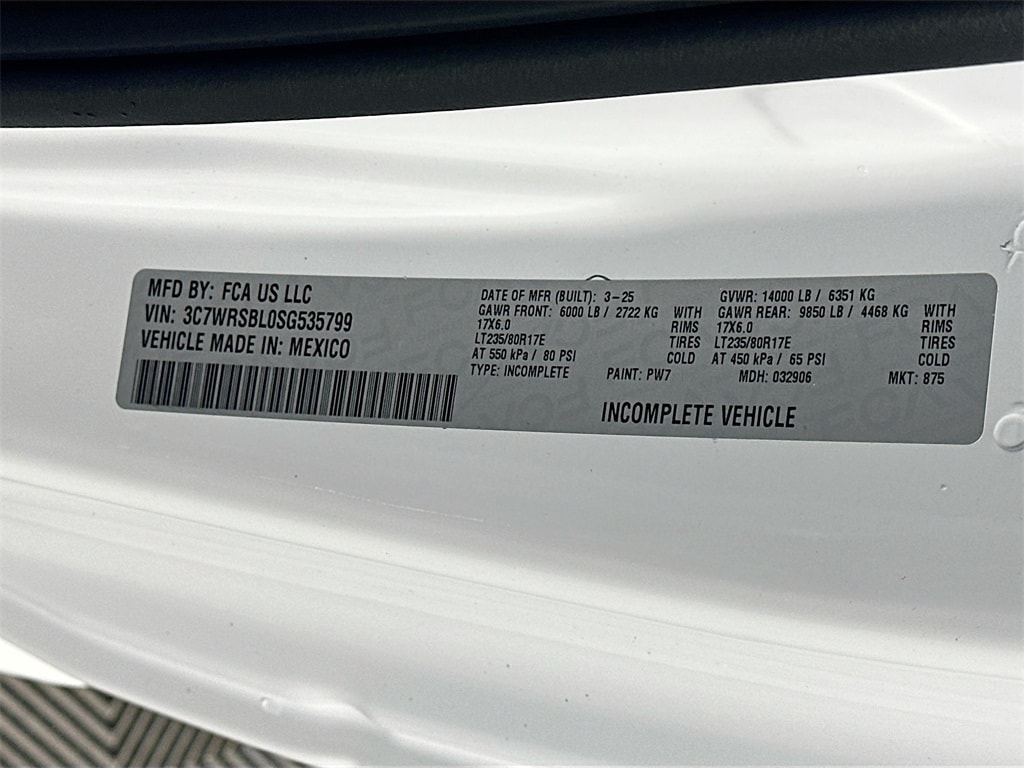 MFD BY: FCA US LLC
VIN: 3C7WRSBL0SG535799
VEHICLE MADE IN: MEXICO
DATE OF MFR (BUILT): 3-25
GAWR FRONT: 6000 LB / 2722 KG WITH
17X6.0 RIMS
LT235/80R17E TIRES
AT 550 kPa / 80 PSI COLD
GVWR: 14000 LB / 6351 KG
GAWR REAR: 9850 LB / 4468 KG WITH
17X6.0 RIMS
LT235/80R17E TIRES
AT 450 kPa / 65 PSI COLD
TYPE: INCOMPLETE PAINT: PW7 MDH: 032906 MKT: 875
INCOMPLETE VEHICLE